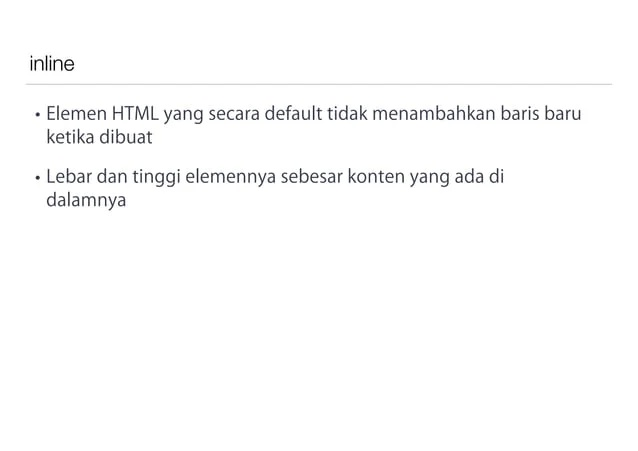 inline
• Elemen HTML yang secara default tidak menambahkan baris baru
ketika dibuat
• Lebar dan tinggi elemennya sebesar konten yang ada di
dalamnya